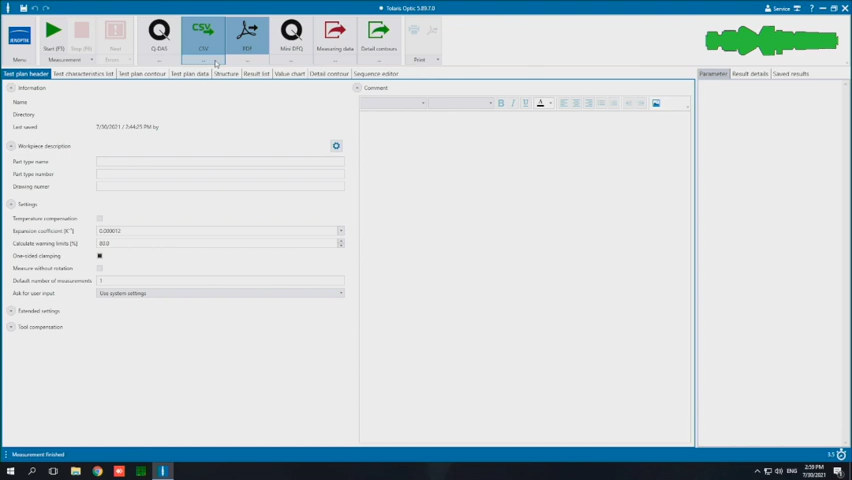 Tolaris Optic 5.89.7.0
Service
JENOPTIK
CSV
Menu
Start (F5)
Stop (F6)
Next
Q-DAS
CSV
PDF
Mini DFQ
Measuring data
Detail contours
Measurement
Print
Test plan header
Test characteristics list
Test plan contour
Test plan data
Structure
Result list
Value chart
Detail contour
Sequence editor
Parameter
Result details
Saved results
Information
Comment
Name
Directory
Last saved
7/30/2021 / 2:44:25 PM by
Workpiece description
Part type name
Part type number
Drawing numer
Settings
Temperature compensation
Expansion coefficient [K⁻¹]
0.000012
Calculate warning limits [%]
80.0
One-sided clamping
Measure without rotation
Default number of measurements
1
Ask for user input
Use system settings
Extended settings
Tool compensation
B I U A
Measurement finished
3.5
ENG
2:59 PM
7/30/2021